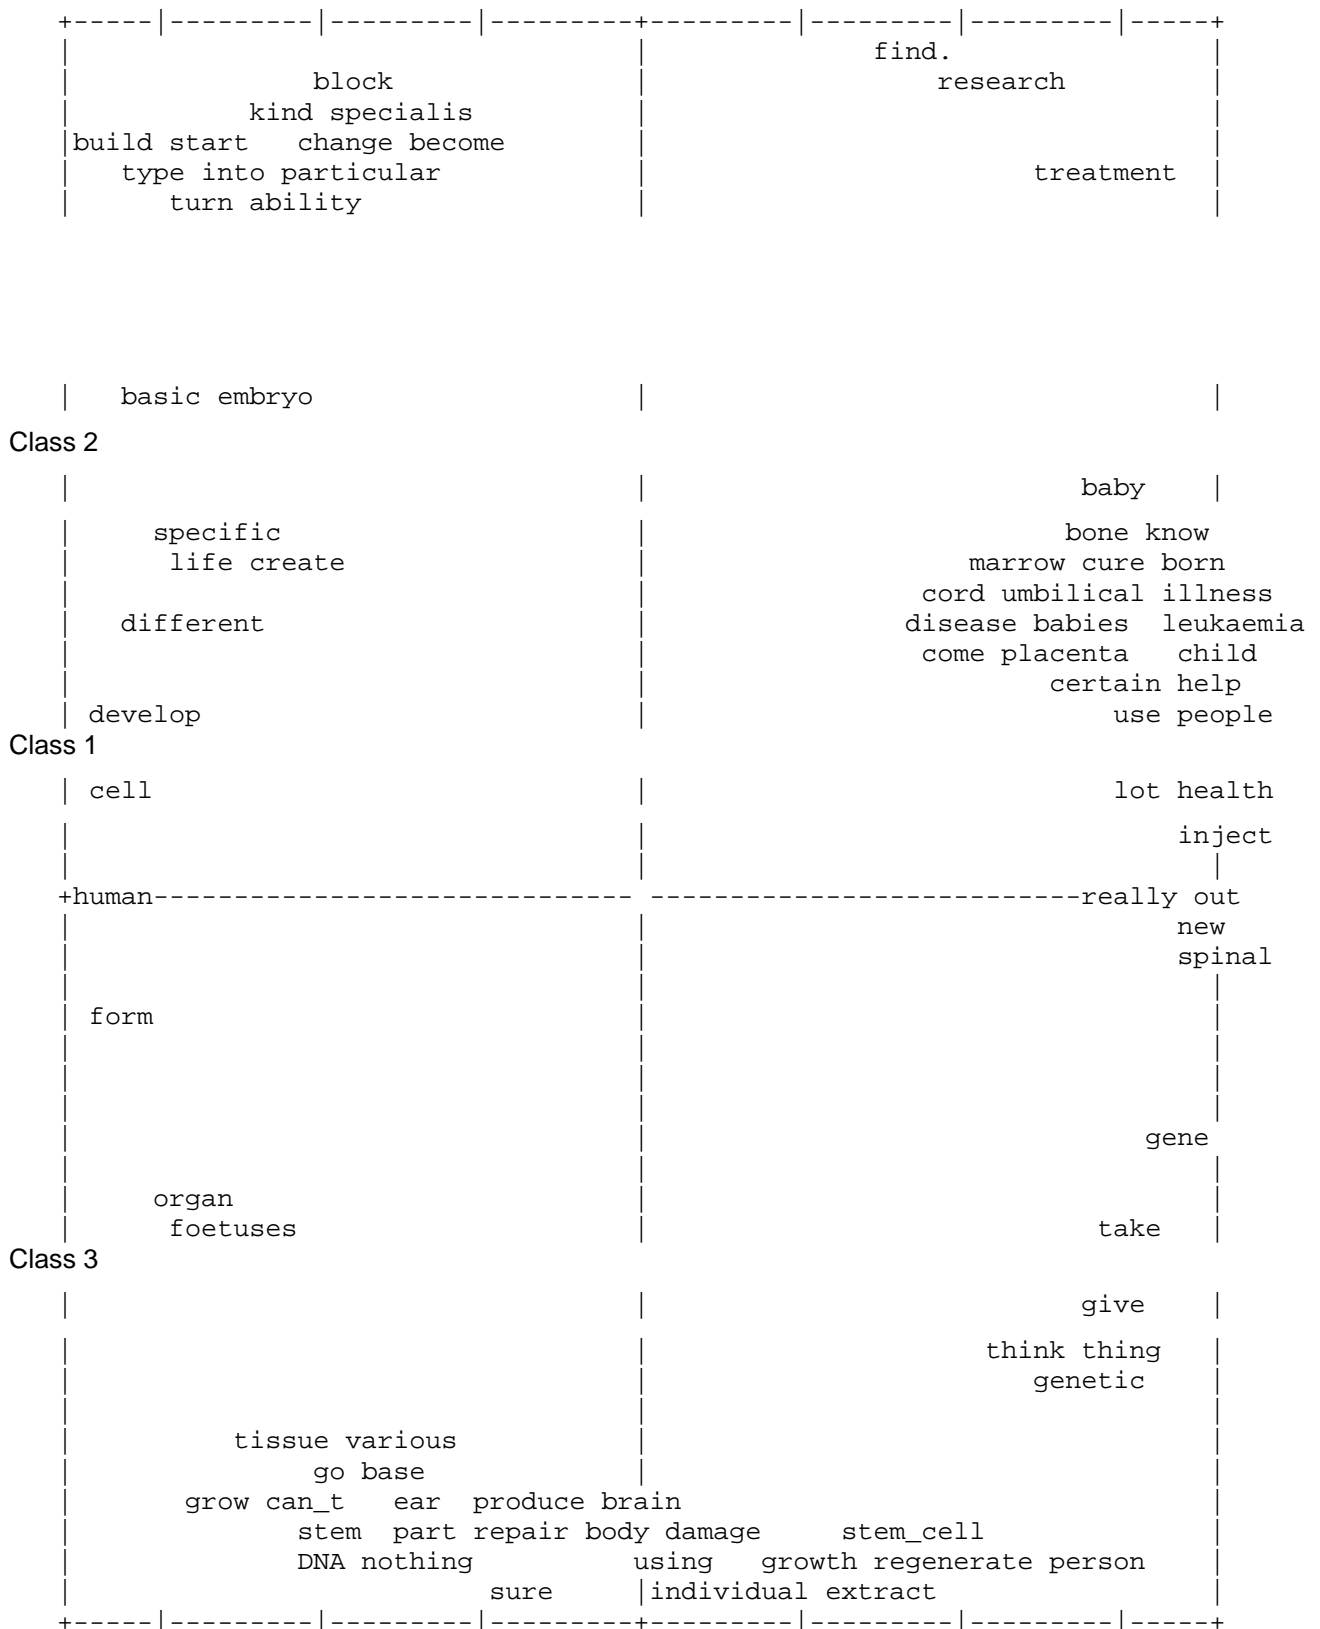 +-----|---------|---------|---------+---------|---------|---------|-----+
| | find. |
| block | research |
| kind specialis | |
|build start change become | |
| type into particular | treatment |
| turn ability | |
| basic embryo | |
Class 2
| | baby |
| specific | bone know
| life create | marrow cure born
| | cord umbilical illness
| different | disease babies leukaemia
| | come placenta child
| | certain help
| develop | use people
Class 1
| cell | lot health
| | inject
| | |
+human------------------------------ ---------------------------really out
| | new
| | spinal
| | |
| form | |
| | |
| | |
| | |
| | gene
| | |
| organ | |
| foetuses | take |
Class 3
| | give |
| | think thing |
| | genetic |
| | |
| tissue various | |
| go base | |
| grow can_t ear produce brain |
| stem part repair body damage stem_cell |
| DNA nothing using growth regenerate person |
| sure |individual extract |
+-----|---------|---------|---------+---------|---------|---------|-----+